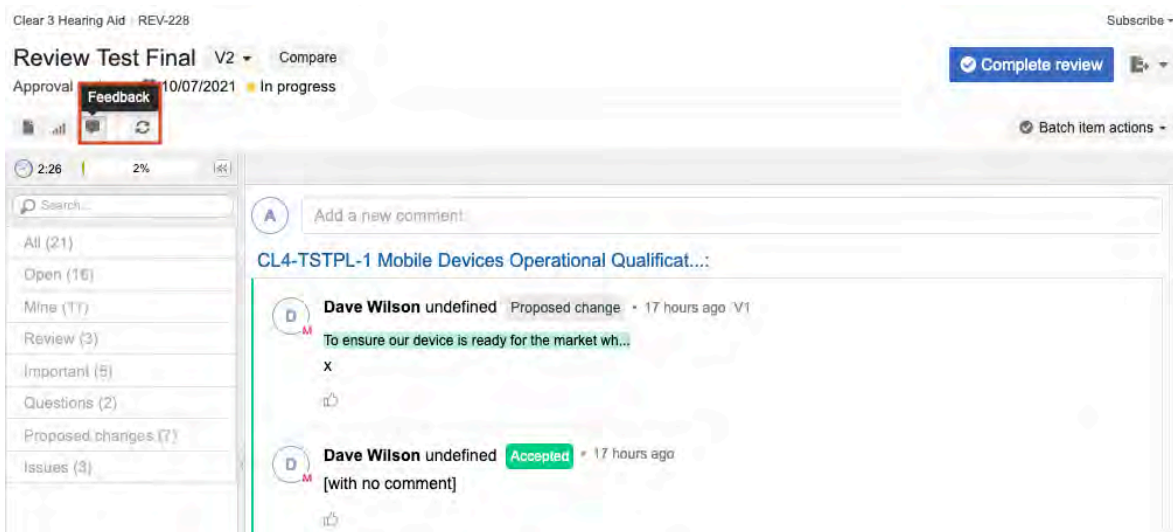 Clear 3 Hearing Aid REV-228
Subscribe
Review Test Final V2 Compare
Complete review
Approval 10/07/2021 In progress
Feedback
Batch item actions
2:26 2%
Search...
A Add a new comment
All (21)
CL4-TSTPL-1 Mobile Devices Operational Qualificat...:
Open (16)
Mine (17)
Review (3)
Important (5)
Questions (2)
Proposed changes (7)
Issues (3)
D Dave Wilson undefined Proposed change • 17 hours ago V1
M
To ensure our device is ready for the market wh...
x
D Dave Wilson undefined Accepted • 17 hours ago
M
[with no comment]